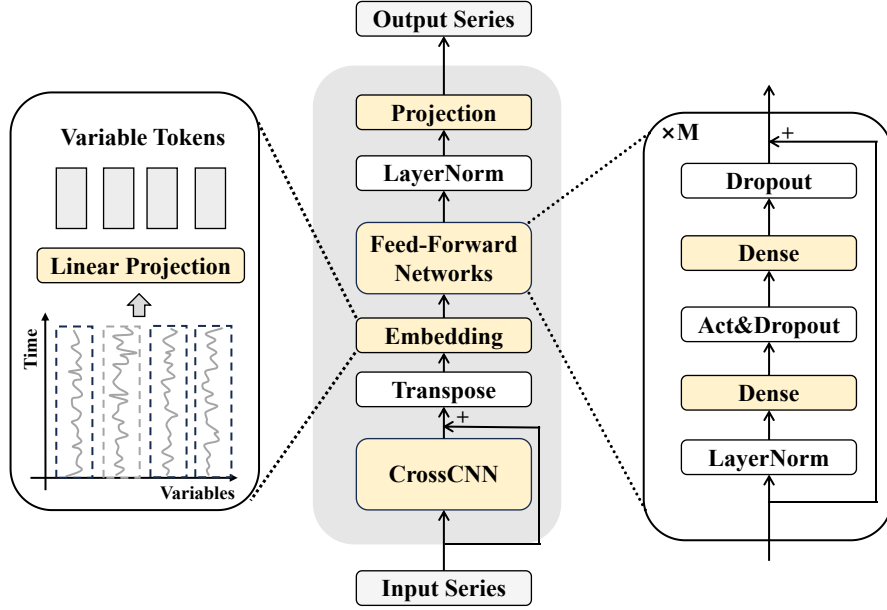 Output Series
Projection
LayerNorm
Feed-Forward
Networks
Embedding
Transpose
+
CrossCNN
Input Series
Variable Tokens
Linear Projection
Time
Variables
×M
+
Dropout
Dense
Act&Dropout
Dense
LayerNorm